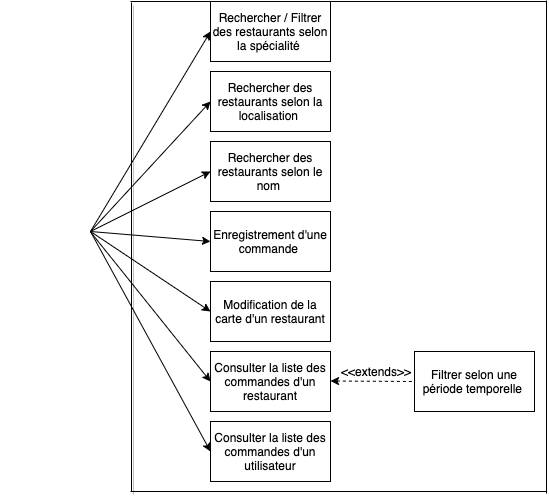 Rechercher / Filtrer
des restaurants selon
la spécialité
Rechercher des
restaurants selon la
localisation
Rechercher des
restaurants selon le
nom
Enregistrement d'une
commande
Modification de la
carte d'un restaurant
Consulter la liste des
commandes d'un
restaurant
<<extends>>
Filtrer selon une
période temporelle
Consulter la liste des
commandes d'un
utilisateur